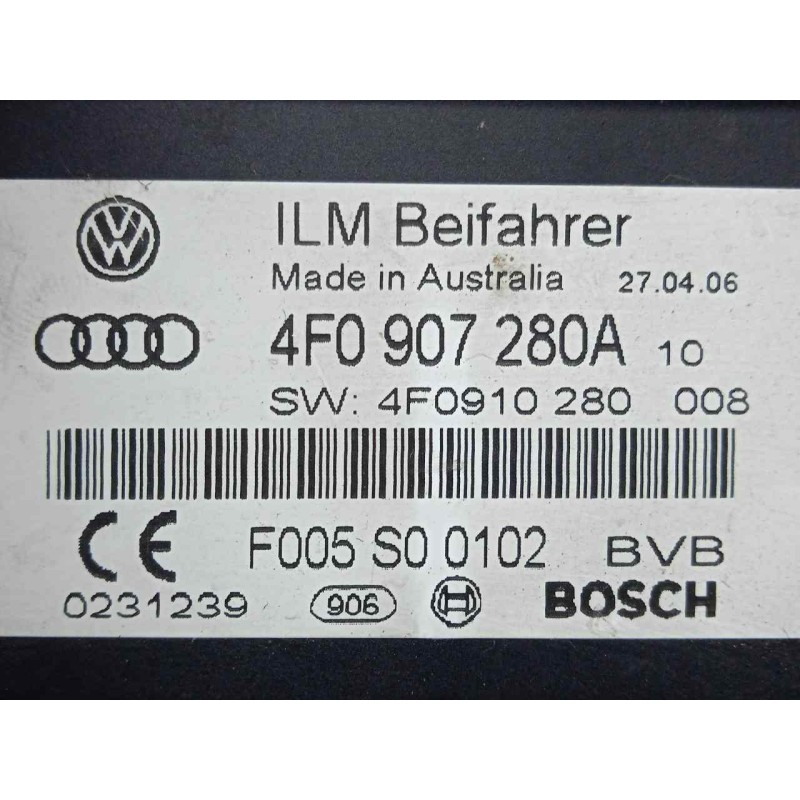 ILM Beifahrer
Made in Australia 27.04.06
4F0 907 280A 10
SW: 4F0910 280 008
CE F005 S0 0102 BVB
0231239 906 BOSCH